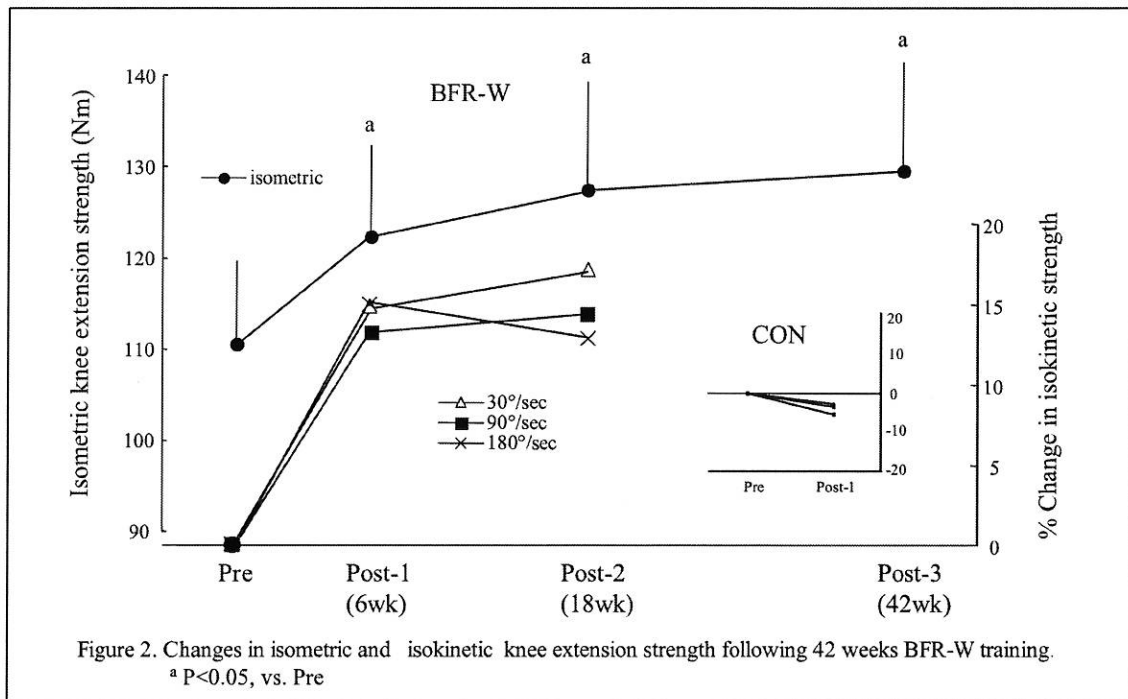 Isometric knee extension strength (Nm)
140
130
120
110
100
90
BFR-W
a
a
a
isometric
30°/sec
90°/sec
180°/sec
CON
20
10
0
-10
-20
Pre
Post-1
20
15
10
5
0
% Change in isokinetic strength
Pre
Post-1
(6wk)
Post-2
(18wk)
Post-3
(42wk)
Figure 2. Changes in isometric and isokinetic knee extension strength following 42 weeks BFR-W training.
a P<0.05, vs. Pre